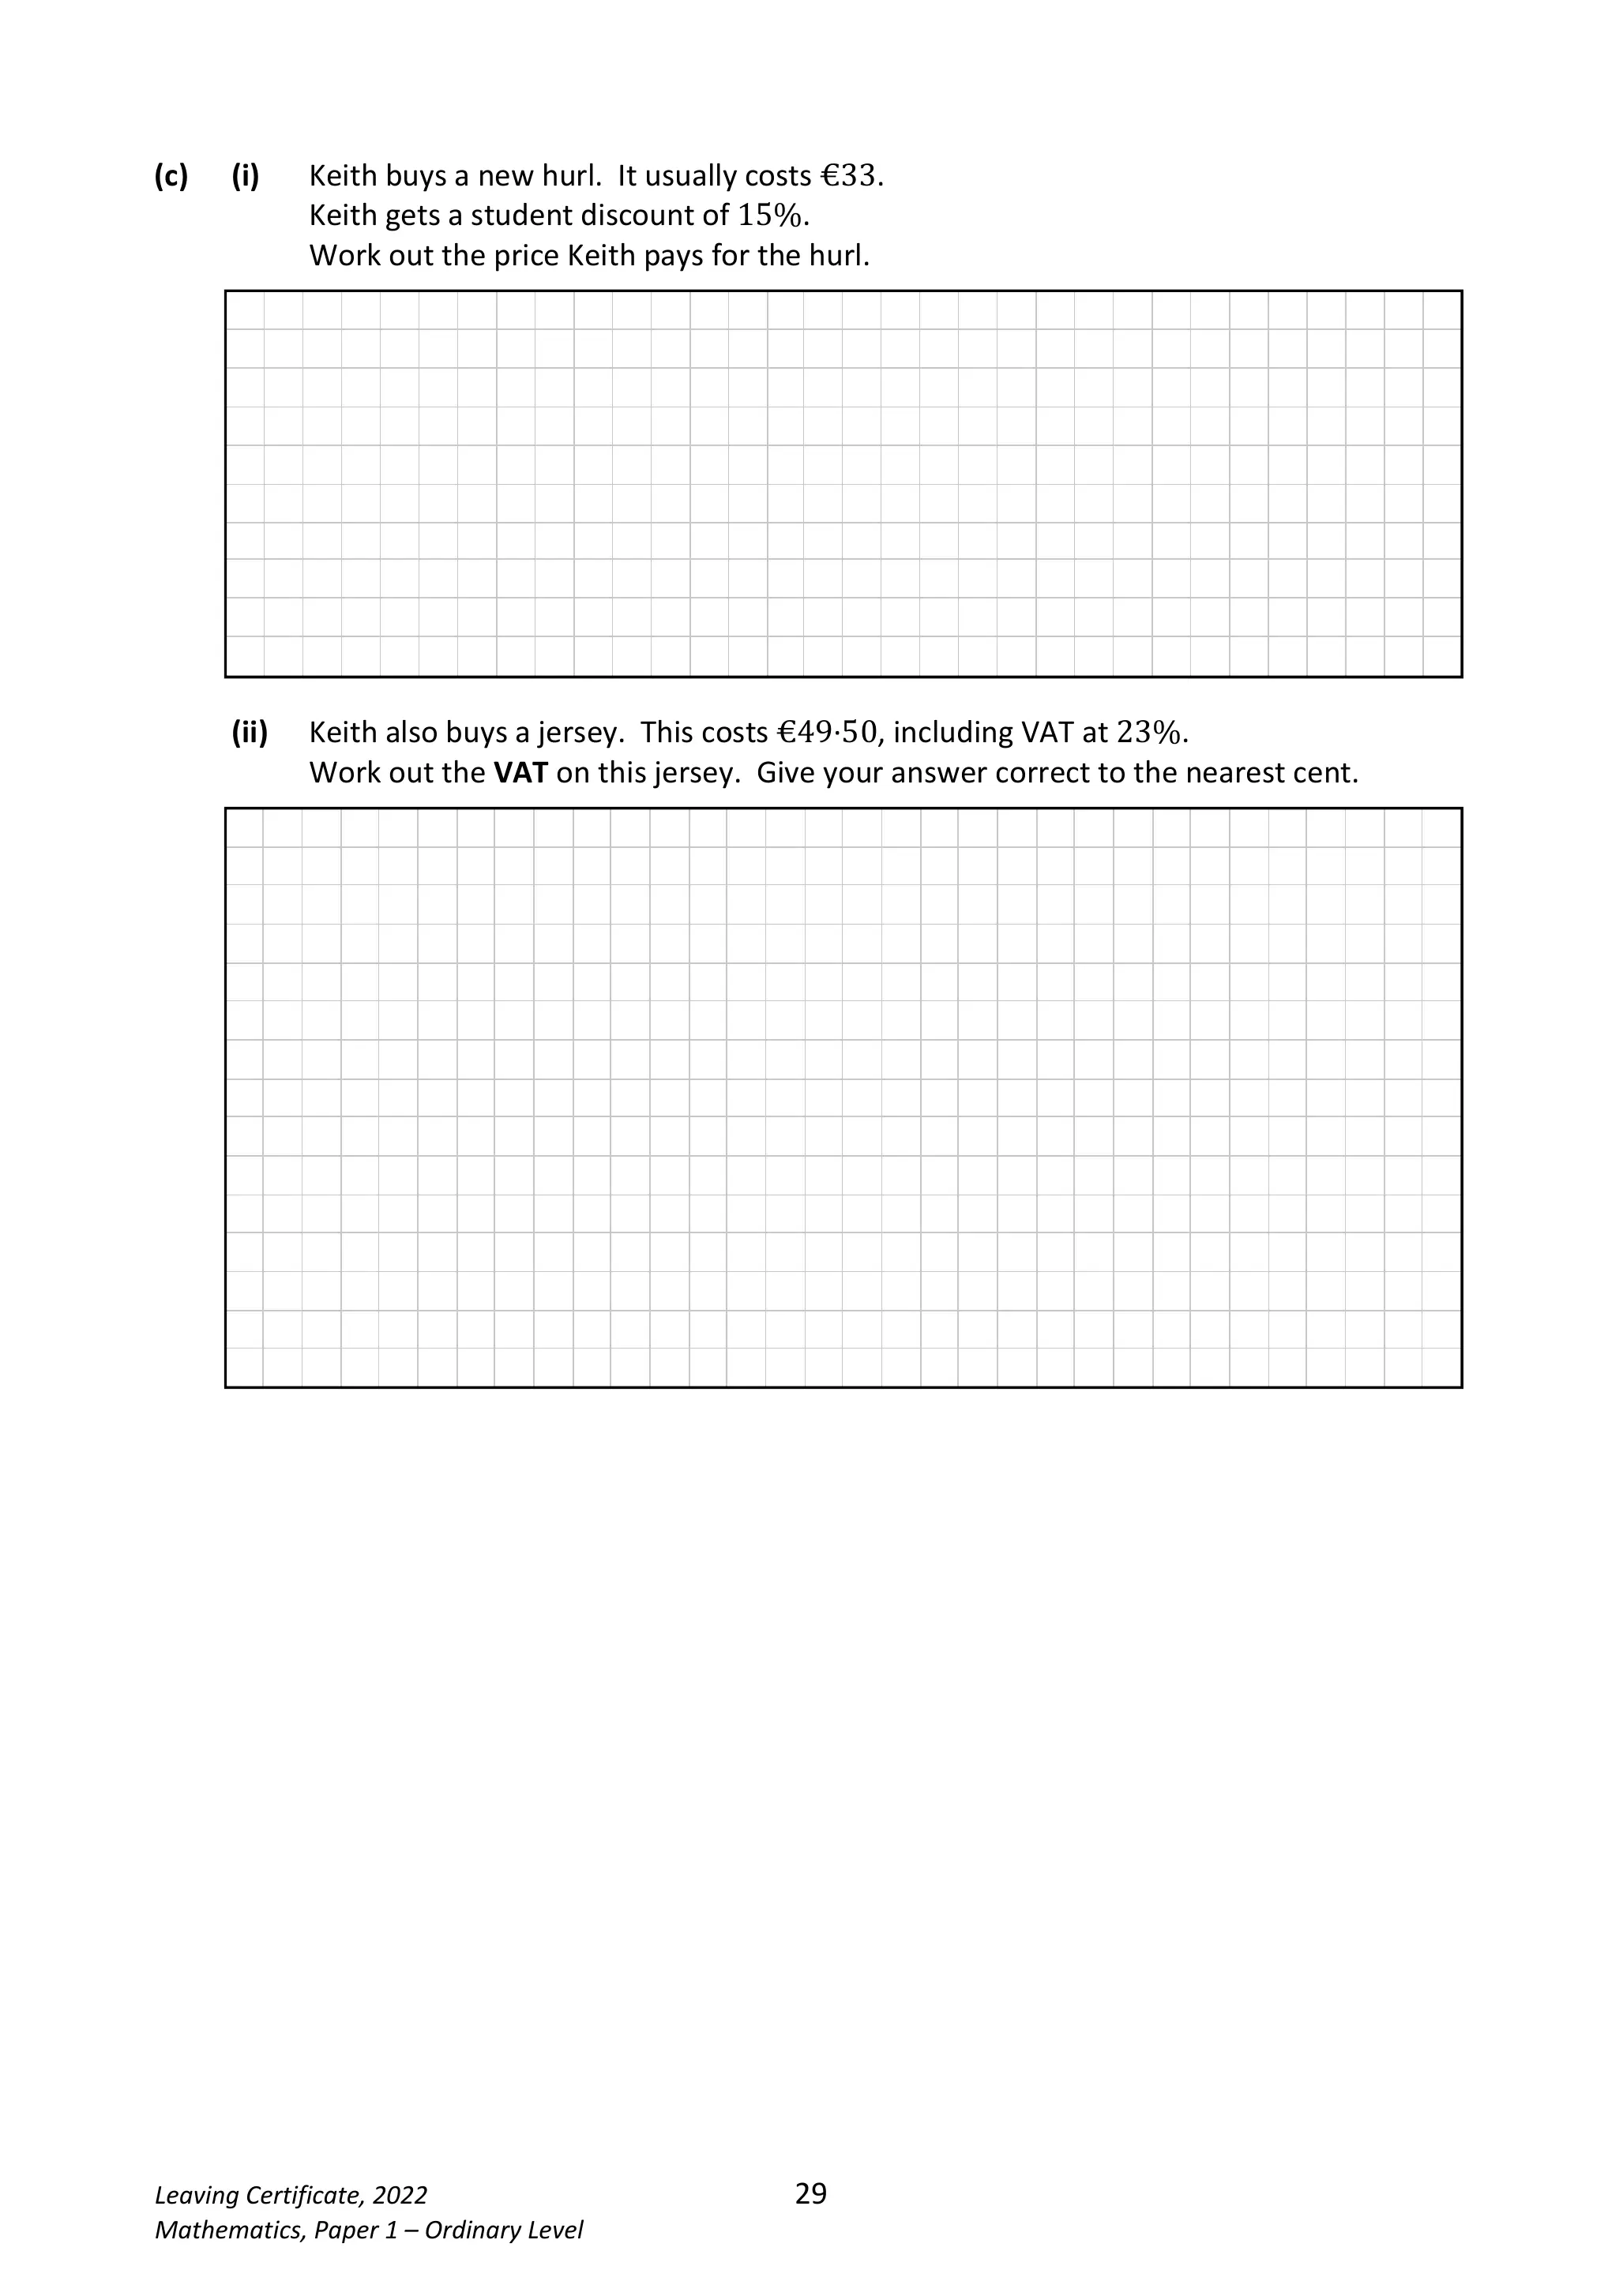 (c) (i) Keith buys a new hurl. It usually costs €33.
Keith gets a student discount of 15%.
Work out the price Keith pays for the hurl.
(ii) Keith also buys a jersey. This costs €49·50, including VAT at 23%.
Work out the VAT on this jersey. Give your answer correct to the nearest cent.
Leaving Certificate, 2022 29
Mathematics, Paper 1 – Ordinary Level